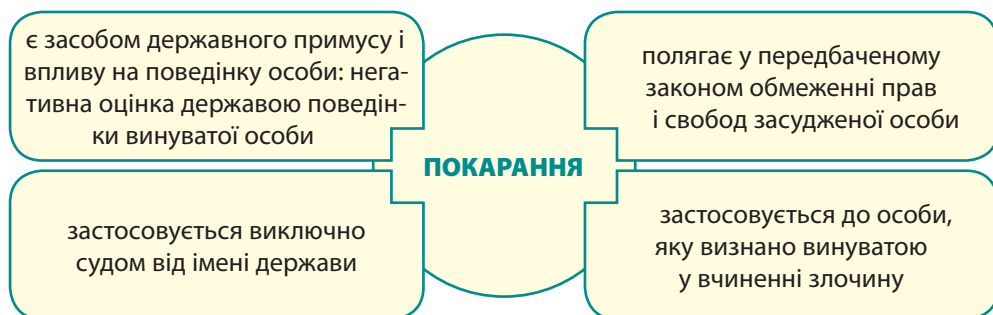 є засобом державного примусу і
впливу на поведінку особи: нега-
тивна оцінка державою поведін-
ки винуватої особи
полягає у передбаченому
законом обмеженні прав
і свобод засудженої особи
ПОКАРАННЯ
застосовується виключно
судом від імені держави
застосовується до особи,
яку визнано винуватою
у вчиненні злочину